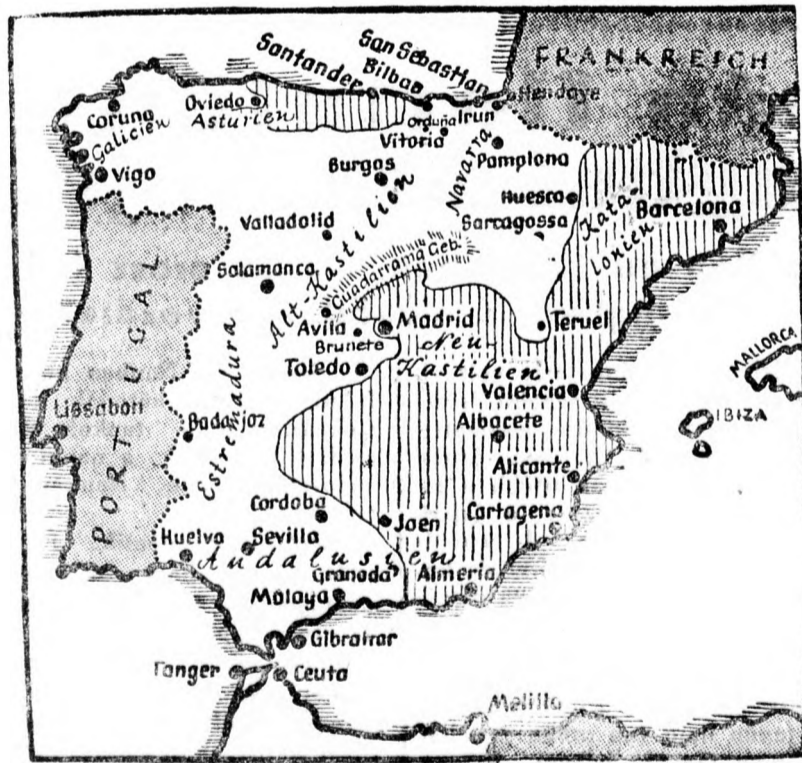 FRANKREICH
San Sebastian
Santander
Bilbao
Hendaye
Irun
Orduña
Coruna
Oviedo
Asturien
Galicien
Vitoria
Navarra
Pamplona
Vigo
Burgos
Huesca
Kata-
lonien
Barcelona
Sarcagossa
Valladolid
Alt-Kastilien
Guadarrama Geb.
Salamanca
PORTUGAL
Avila
Madrid
Teruel
Brunete
Neu-
Kastilien
Toledo
MALLORCA
Valencia
IBIZA
Lissabon
Estremadura
Badajoz
Albacete
Alicante
Cordoba
Jaen
Cartagena
Huelva
Sevilla
Andalusien
Granada
Almeria
Gibraltar
Tanger
Ceuta